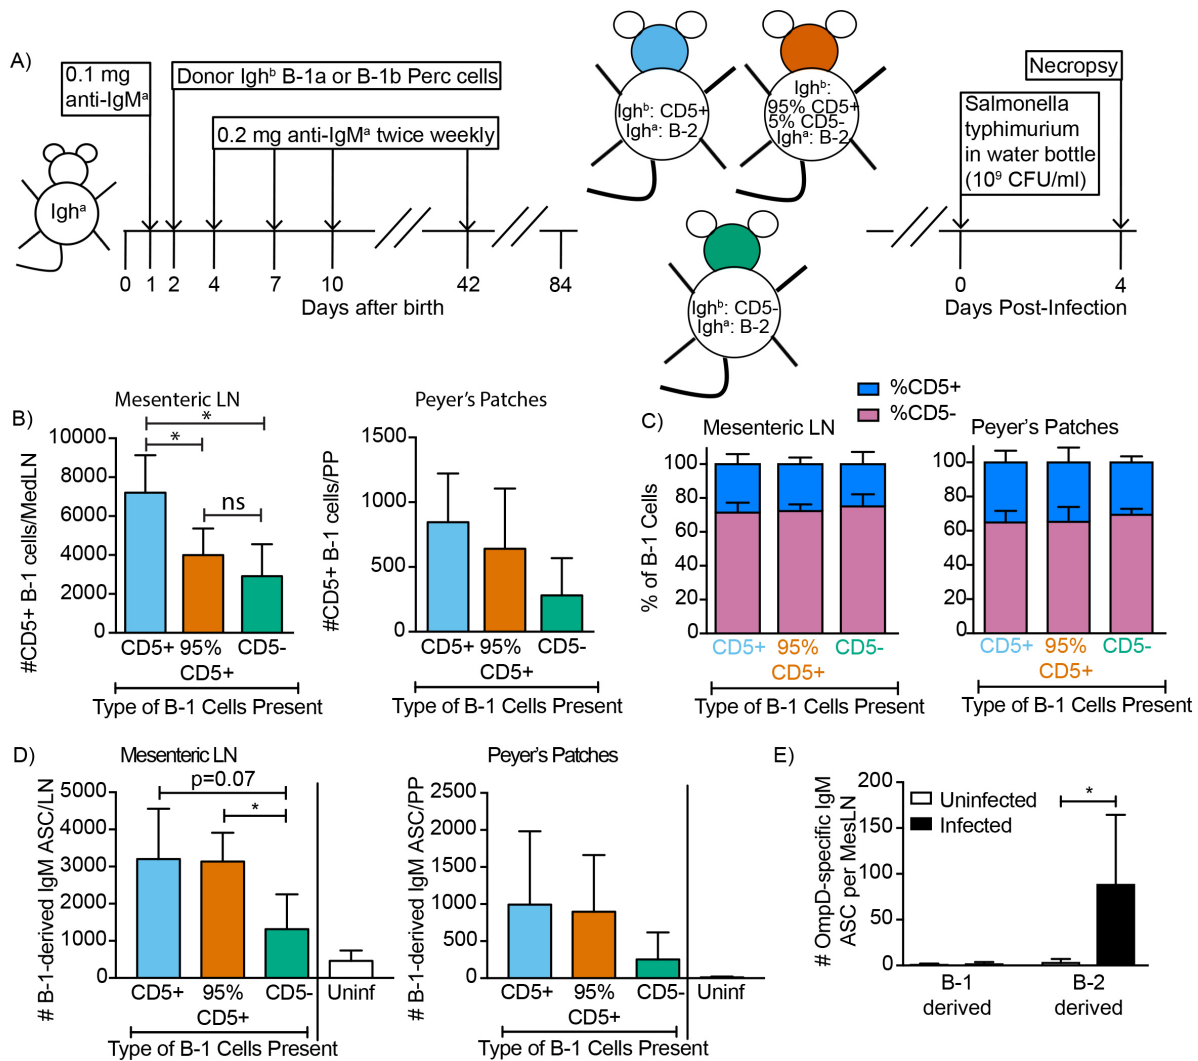 A)
0.1 mg
anti-IgMᵃ
Donor Ighᵇ B-1a or B-1b Perc cells
0.2 mg anti-IgMᵃ twice weekly
Ighᵃ
0 1 2 4 7 10 42 84
Days after birth
Ighᵇ: CD5+
Ighᵃ: B-2
Ighᵇ:
95% CD5+
5% CD5-
Ighᵃ: B-2
Ighᵇ: CD5-
Ighᵃ: B-2
Necropsy
Salmonella
typhimurium
in water bottle
(10⁹ CFU/ml)
0 4
Days Post-Infection
B)
Mesenteric LN
#CD5+ B-1 cells/MedLN
10000
8000
6000
4000
2000
0
*
*
ns
CD5+ 95% CD5-
CD5+
Type of B-1 Cells Present
Peyer's Patches
#CD5+ B-1 cells/PP
1500
1000
500
0
CD5+ 95% CD5-
CD5+
Type of B-1 Cells Present
C)
%CD5+
%CD5-
Mesenteric LN
% of B-1 Cells
100
80
60
40
20
0
CD5+ 95% CD5-
CD5+
Type of B-1 Cells Present
Peyer's Patches
100
80
60
40
20
0
CD5+ 95% CD5-
CD5+
Type of B-1 Cells Present
D)
Mesenteric LN
# B-1-derived IgM ASC/LN
5000
4000
3000
2000
1000
0
p=0.07
*
CD5+ 95% CD5- Uninf
CD5+
Type of B-1 Cells Present
Peyer's Patches
# B-1-derived IgM ASC/PP
2500
2000
1500
1000
500
0
CD5+ 95% CD5- Uninf
CD5+
Type of B-1 Cells Present
E)
# OmpD-specific IgM
ASC per MesLN
200
150
100
50
0
Uninfected
Infected
*
B-1 B-2
derived derived